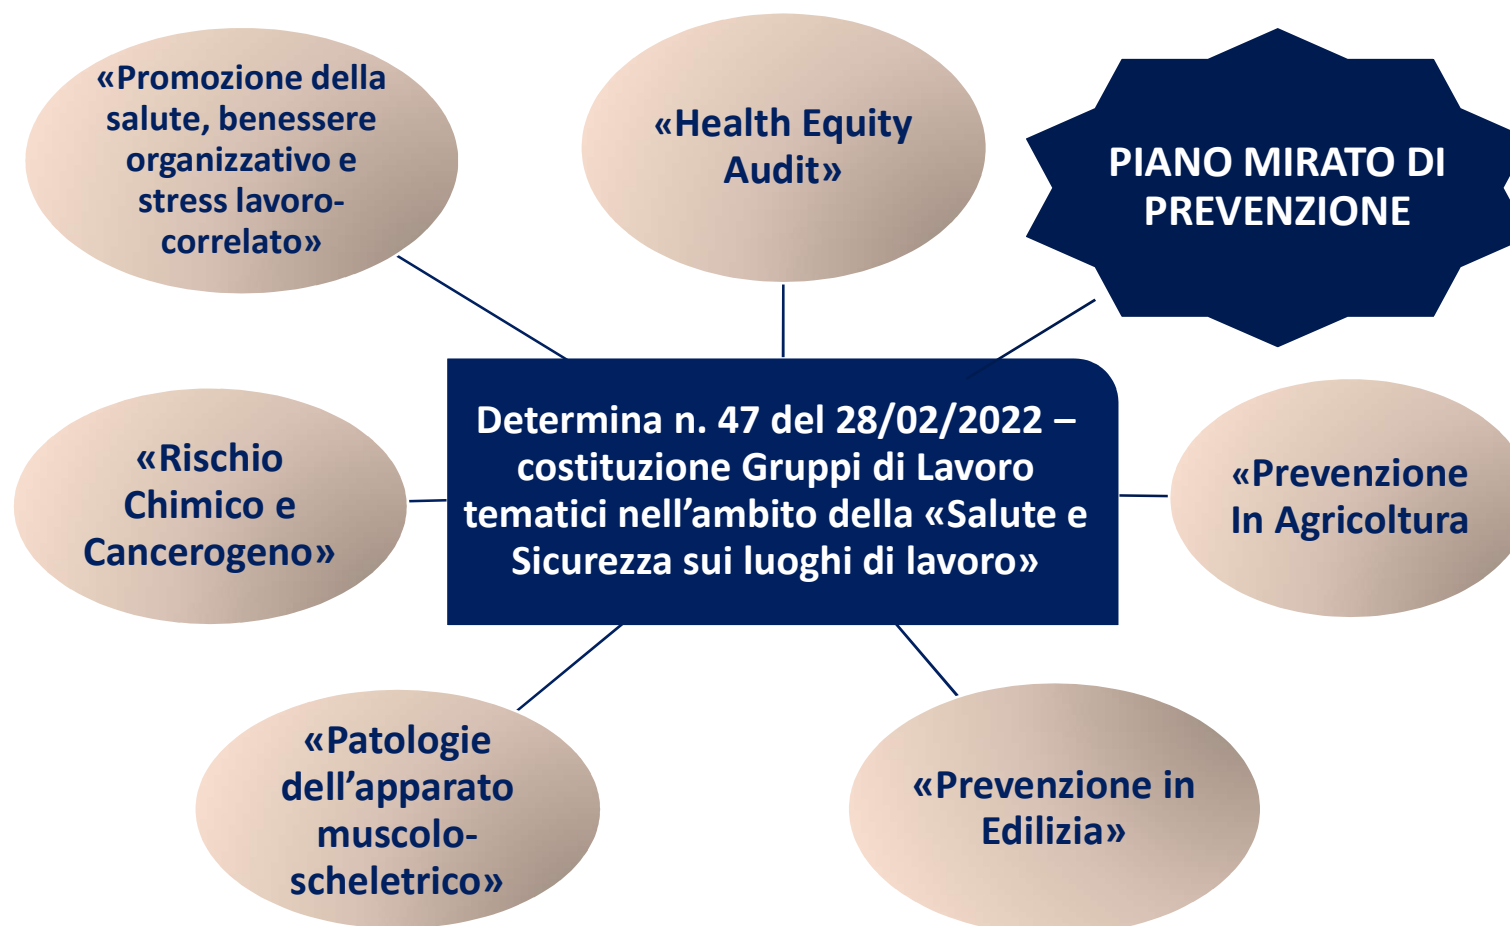 «Promozione della
salute, benessere
organizzativo e
stress lavoro-
correlato»
«Health Equity
Audit»
PIANO MIRATO DI
PREVENZIONE
Determina n. 47 del 28/02/2022 –
costituzione Gruppi di Lavoro
tematici nell’ambito della «Salute e
Sicurezza sui luoghi di lavoro»
«Rischio
Chimico e
Cancerogeno»
«Prevenzione
In Agricoltura
«Patologie
dell’apparato
muscolo-
scheletrico»
«Prevenzione in
Edilizia»